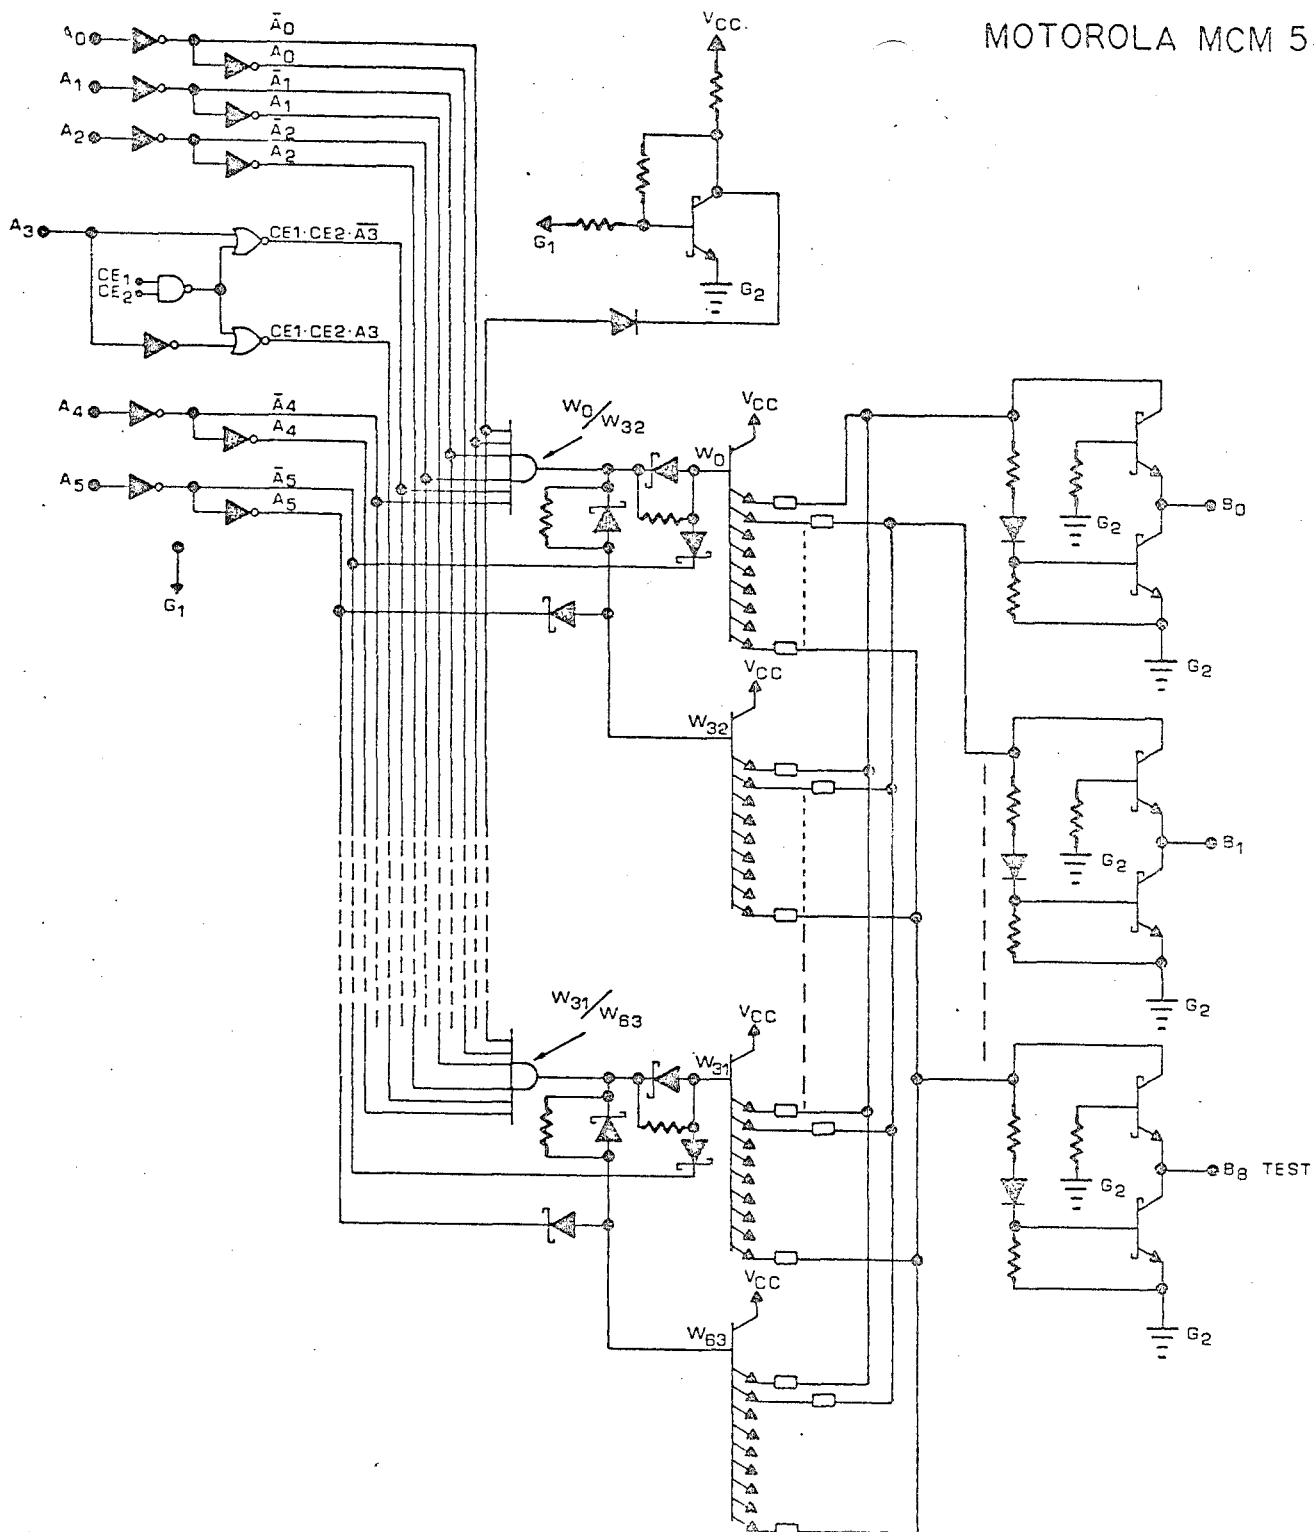 MOTOROLA MCM 5
A0
Ā0
A0
A1
Ā1
A1
A2
Ā2
A2
VCC.
A3
CE1·CE2·A̅3̅
CE1
CE2
CE1·CE2·A3
G1
G2
A4
Ā4
A4
A5
Ā5
A5
G1
W0/W32
W0
VCC
G2
B0
G2
VCC
W32
G2
B1
G2
W31/W63
W31
VCC
G2
B8 TEST
G2
VCC
W63